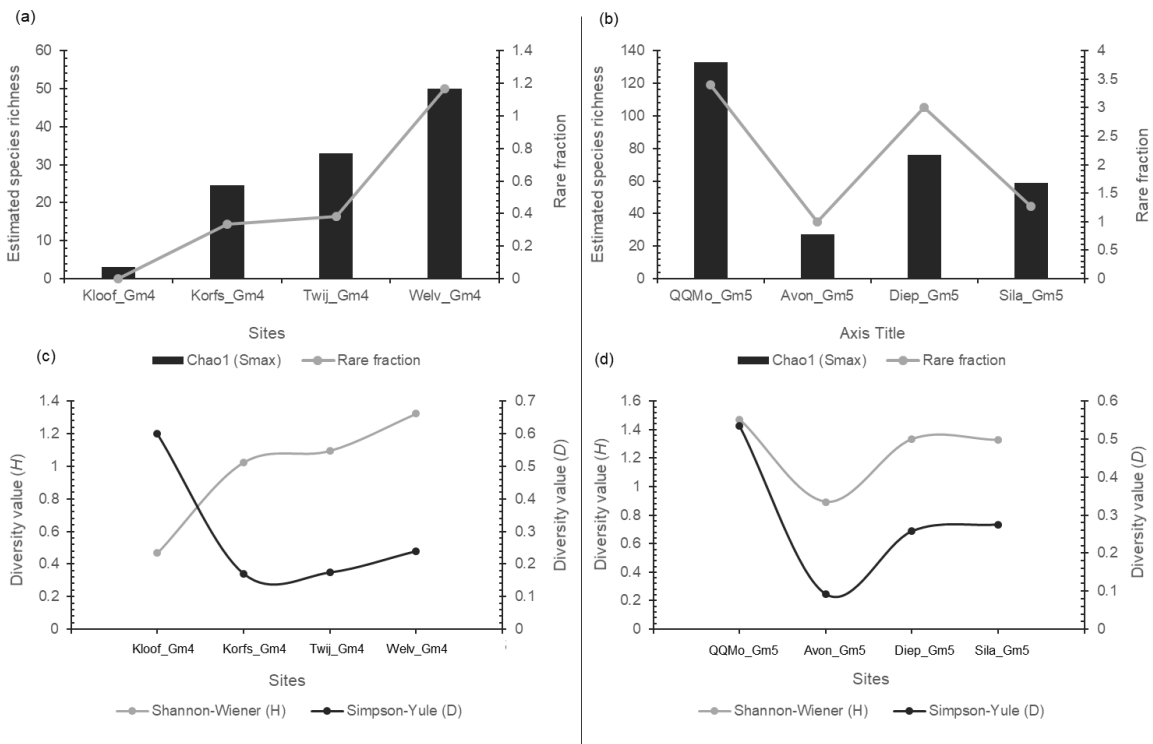 (a)
60
50
40
30
20
10
0
Estimated species richness
1.4
1.2
1
0.8
0.6
0.4
0.2
0
Rare fraction
Kloof_Gm4 Korfs_Gm4 Twij_Gm4 Welv_Gm4
Sites
Chao1 (Smax) Rare fraction
(b)
140
120
100
80
60
40
20
0
Estimated species richness
4
3.5
3
2.5
2
1.5
1
0.5
0
Rare fraction
QQMo_Gm5 Avon_Gm5 Diep_Gm5 Sila_Gm5
Axis Title
Chao1 (Smax) Rare fraction
(c)
1.4
1.2
1
0.8
0.6
0.4
0.2
0
Diversity value (H)
0.7
0.6
0.5
0.4
0.3
0.2
0.1
0
Diversity value (D)
Kloof_Gm4 Korfs_Gm4 Twij_Gm4 Welv_Gm4
Sites
Shannon-Wiener (H) Simpson-Yule (D)
(d)
1.6
1.4
1.2
1
0.8
0.6
0.4
0.2
0
Diversity value (H)
0.6
0.5
0.4
0.3
0.2
0.1
0
Diversity value (D)
QQMo_Gm5 Avon_Gm5 Diep_Gm5 Sila_Gm5
Sites
Shannon-Wiener (H) Simpson-Yule (D)